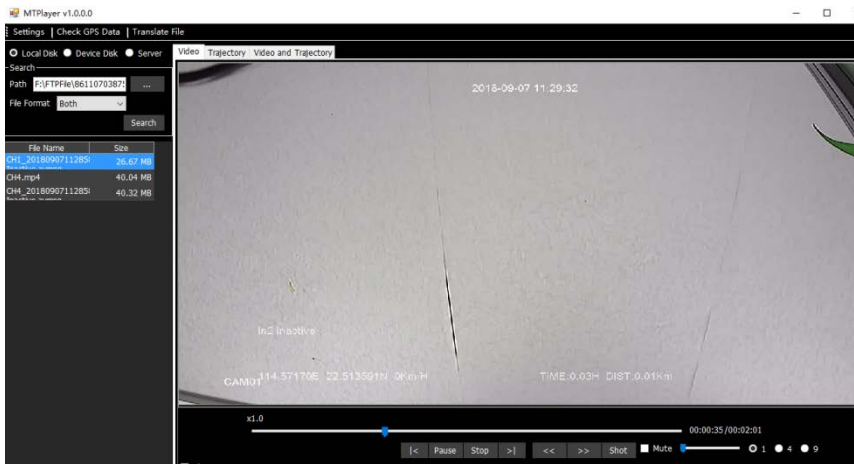 MTPlayer v1.0.0.0
Settings | Check GPS Data | Translate File
Local Disk Device Disk Server
Video Trajectory Video and Trajectory
Search
Path F:\FTPFile\8611070387: ...
File Format Both
Search
File Name Size
CH1_2018090711285 26.67 MB
CH4.mp4 40.04 MB
CH4_2018090711285 40.32 MB
2018-09-07 11:29:32
In2 Inactive
CAM01 114.57170E 22.513591N 0Km/H TIME:0.03H DIST:0.01Km
x1.0
00:00:35/00:02:01
|< Pause Stop >| << >> Shot Mute 1 4 9